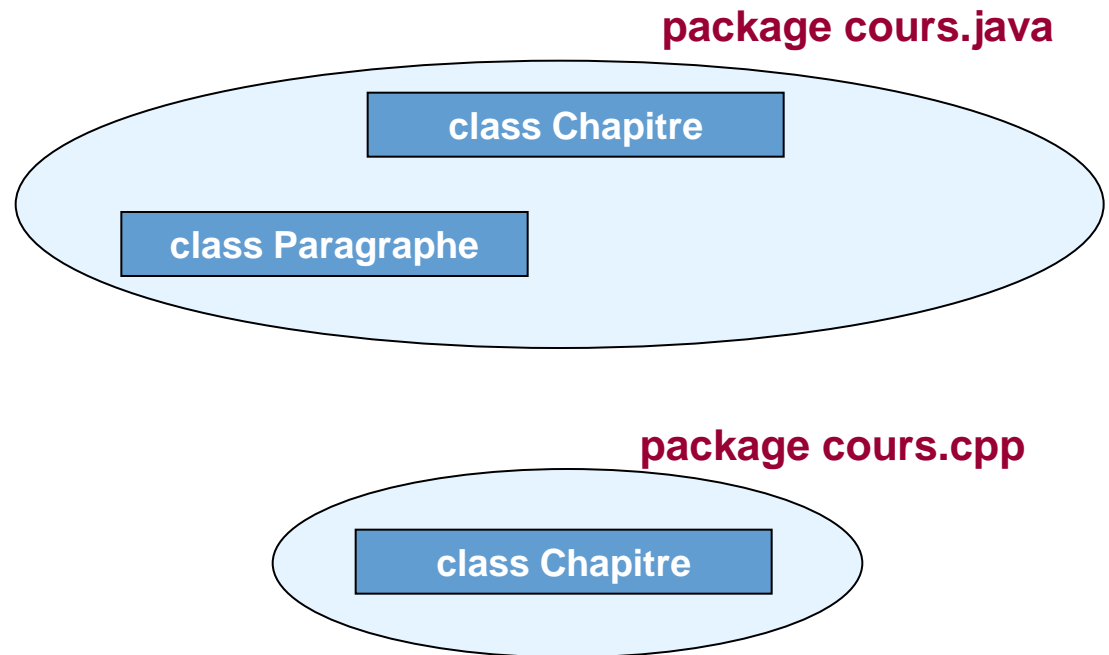 package cours.java
class Chapitre
class Paragraphe
package cours.cpp
class Chapitre